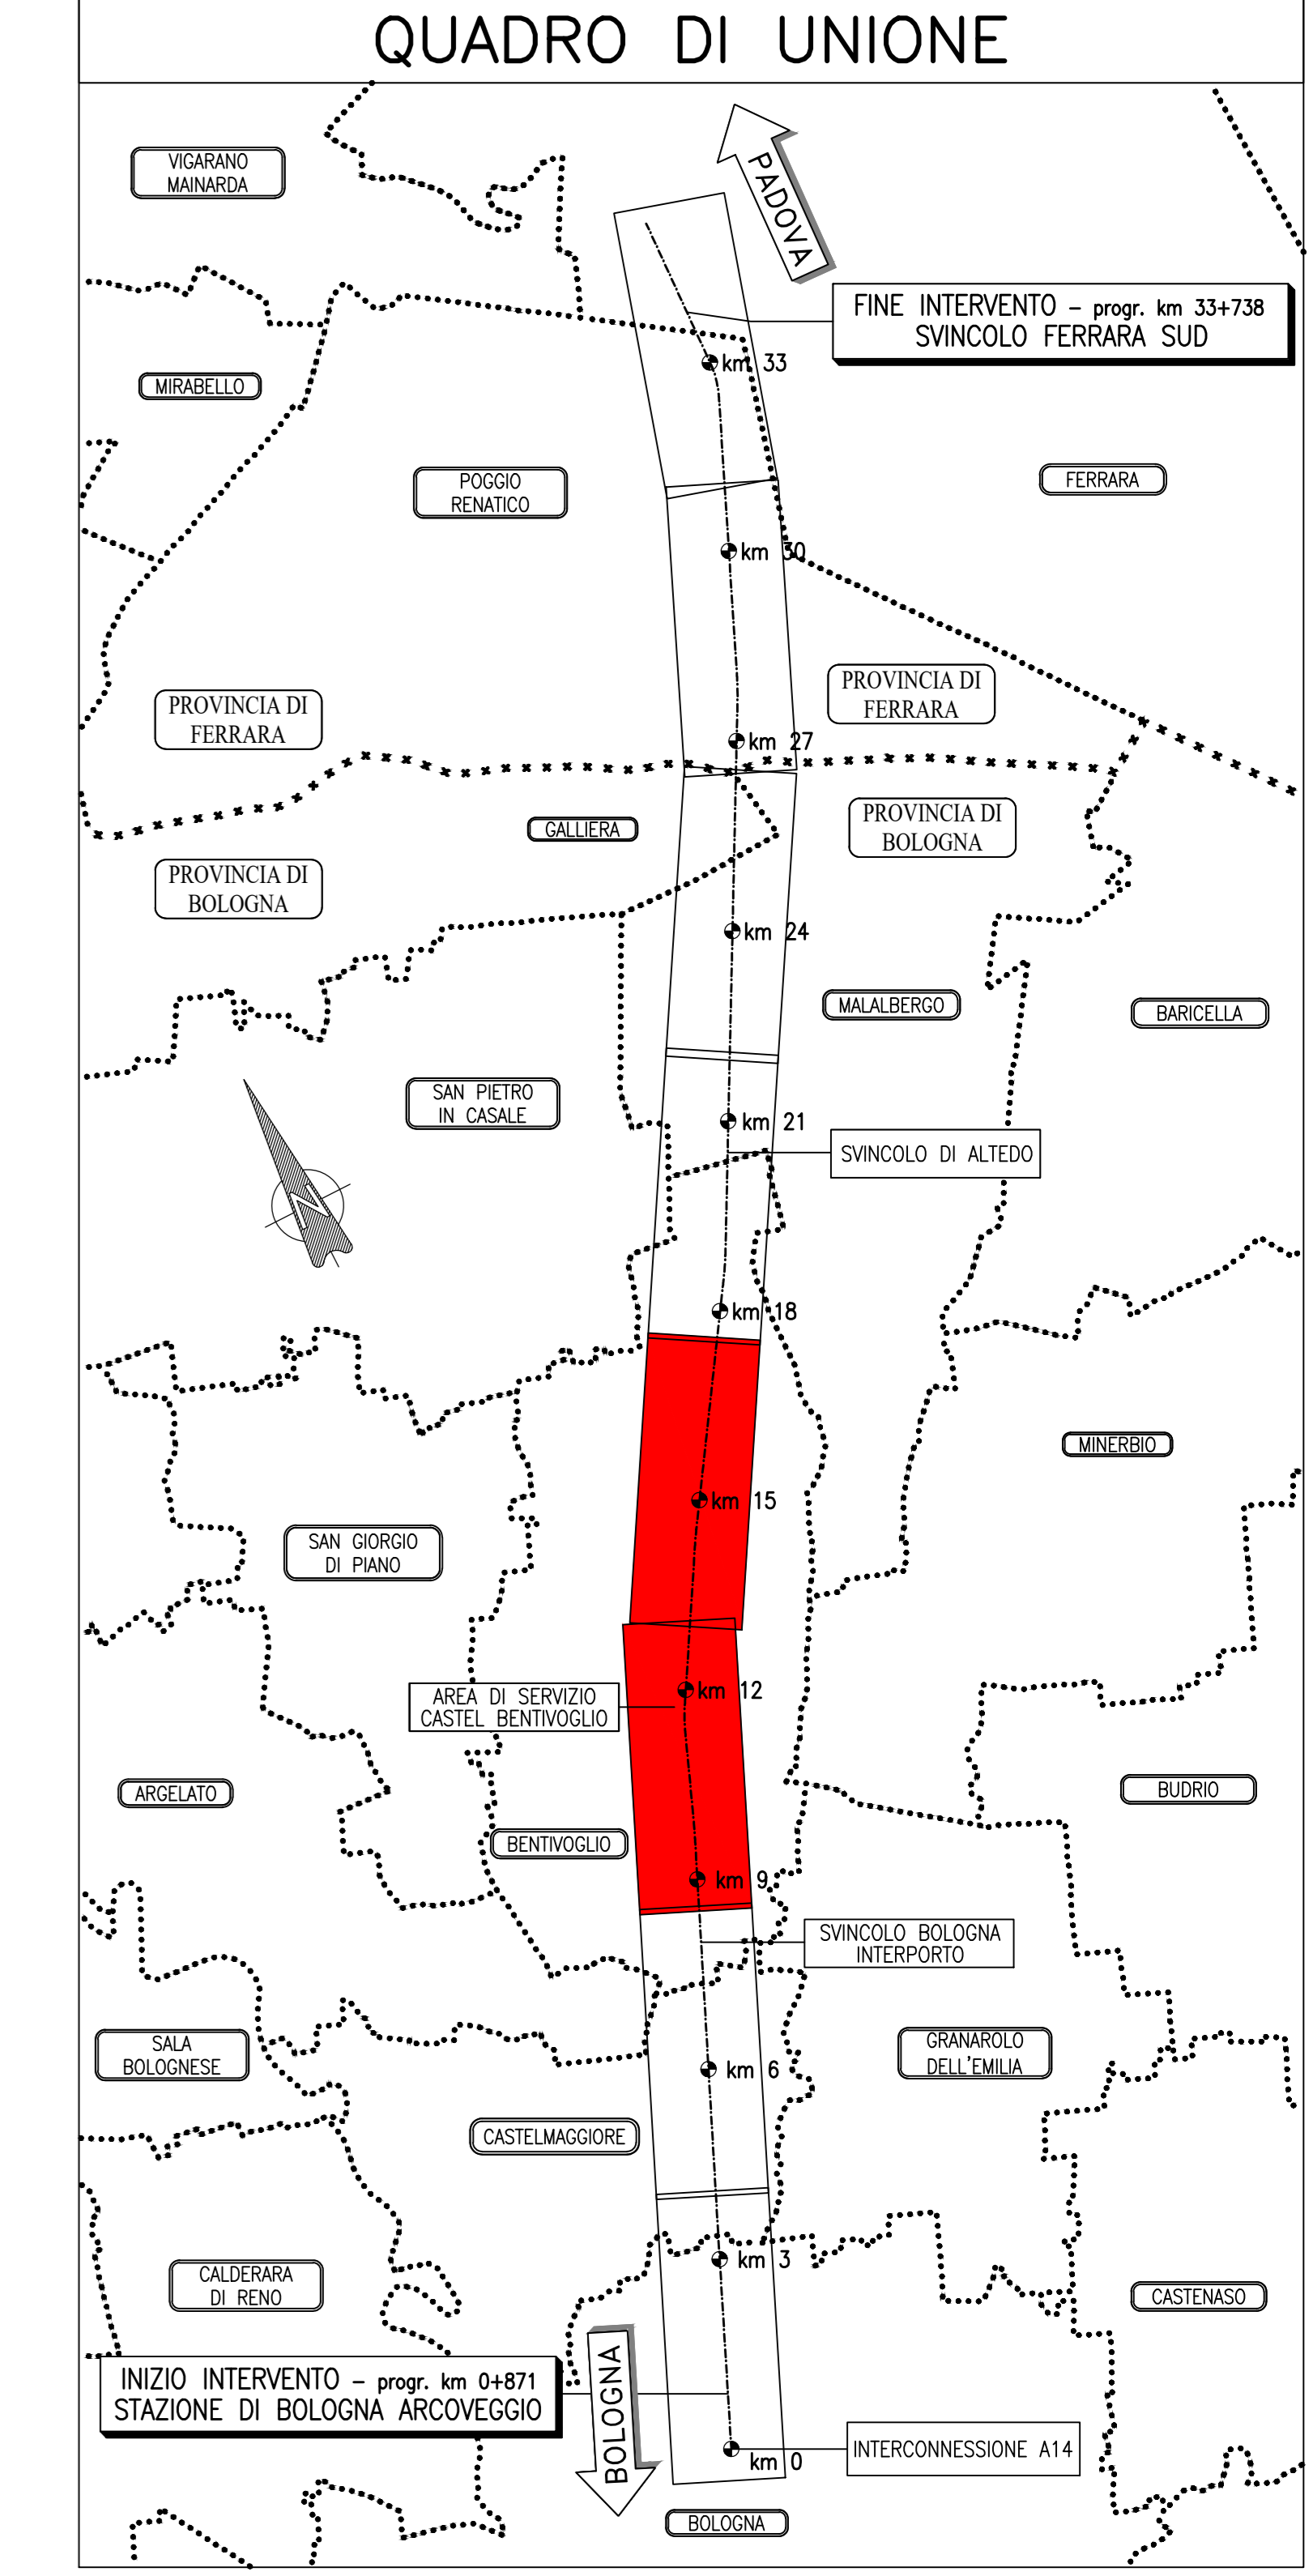 QUADRO DI UNIONE
VIGARANO
MAINARDA
PADOVA
FINE INTERVENTO – progr. km 33+738
SVINCOLO FERRARA SUD
km 33
MIRABELLO
POGGIO
RENATICO
FERRARA
km 30
PROVINCIA DI
FERRARA
PROVINCIA DI
FERRARA
km 27
GALLIERA
PROVINCIA DI
BOLOGNA
PROVINCIA DI
BOLOGNA
km 24
MALALBERGO
BARICELLA
SAN PIETRO
IN CASALE
km 21
SVINCOLO DI ALTEDO
N
km 18
MINERBIO
km 15
SAN GIORGIO
DI PIANO
AREA DI SERVIZIO
CASTEL BENTIVOGLIO
km 12
ARGELATO
BUDRIO
BENTIVOGLIO
km 9
SVINCOLO BOLOGNA
INTERPORTO
SALA
BOLOGNESE
GRANAROLO
DELL'EMILIA
km 6
CASTELMAGGIORE
km 3
CALDERARA
DI RENO
CASTENASO
INIZIO INTERVENTO – progr. km 0+871
STAZIONE DI BOLOGNA ARCOVEGGIO
BOLOGNA
INTERCONNESSIONE A14
km 0
BOLOGNA